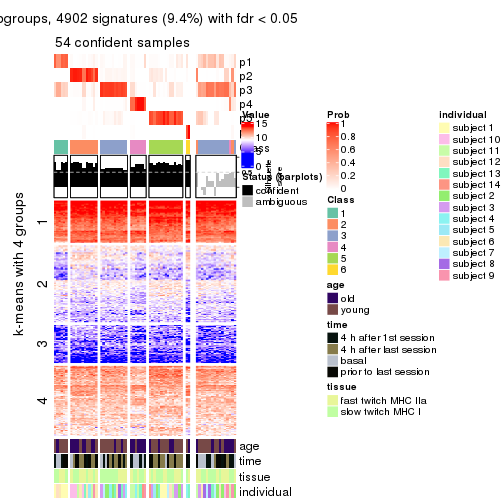 ogroups, 4902 signatures (9.4%) with fdr < 0.05
54 confident samples
p1
p2
p3
p4
k-means with 4 groups
1
2
3
4
age
time
tissue
individual
Value
15
10
5
0
Status (barplots)
confident
ambiguous
Prob
1
0.8
0.6
0.4
0.2
0
Class
1
2
3
4
5
6
age
old
young
time
4 h after 1st session
4 h after last session
basal
prior to last session
tissue
fast twitch MHC IIa
slow twitch MHC I
individual
subject 1
subject 10
subject 11
subject 12
subject 13
subject 14
subject 2
subject 3
subject 4
subject 5
subject 6
subject 7
subject 8
subject 9